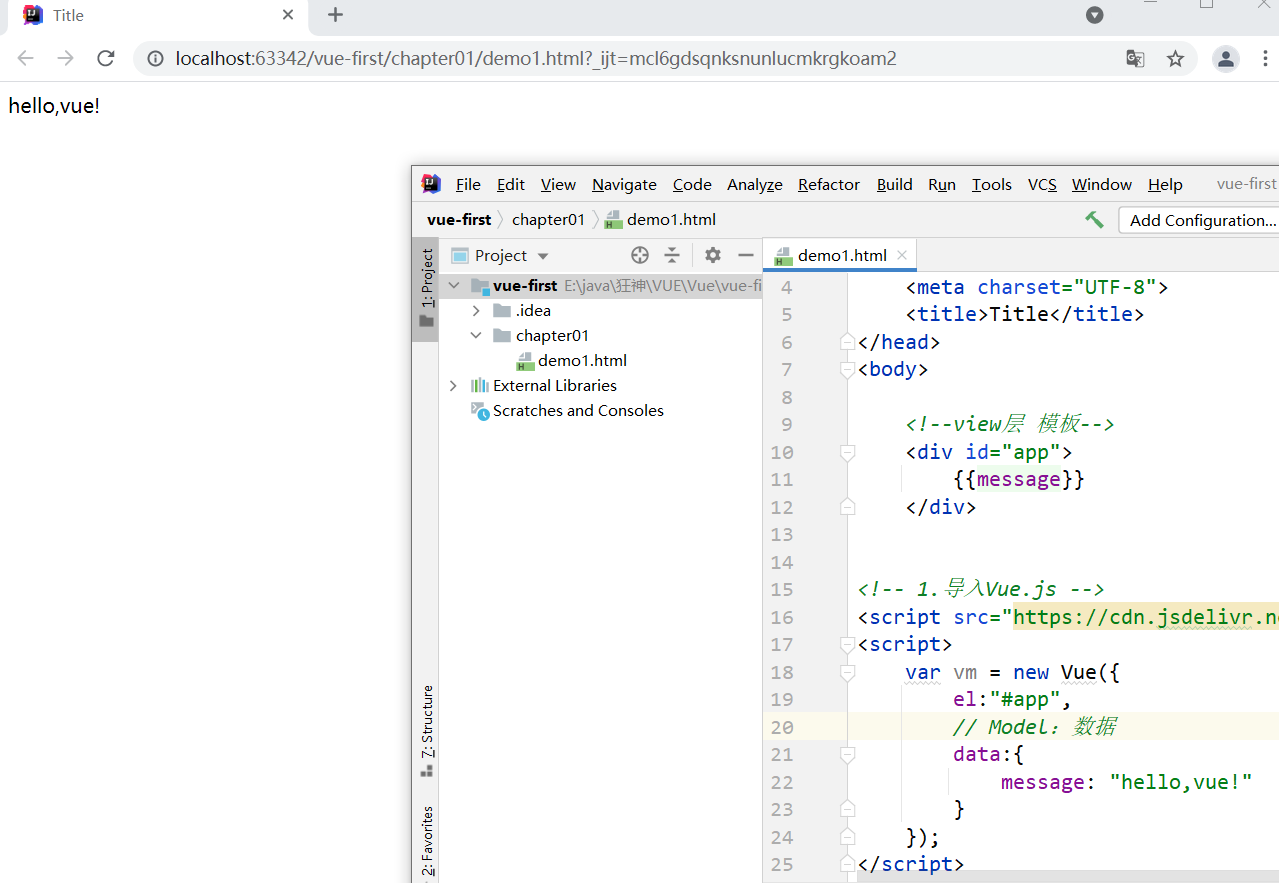 Title
localhost:63342/vue-first/chapter01/demo1.html?_ijt=mcl6gdsqnksnunlucmkrgkoam2
hello,vue!
File Edit View Navigate Code Analyze Refactor Build Run Tools VCS Window Help vue-first
vue-first chapter01 demo1.html
Add Configuration...
1: Project
7: Structure
2: Favorites
Project
vue-first E:\java\狂神\VUE\Vue\vue-fi
.idea
chapter01
demo1.html
External Libraries
Scratches and Consoles
demo1.html
4 <meta charset="UTF-8">
5 <title>Title</title>
6 </head>
7 <body>
8
9 <!--view层 模板-->
10 <div id="app">
11 {{message}}
12 </div>
13
14
15 <!-- 1.导入Vue.js -->
16 <script src="https://cdn.jsdelivr.n
17 <script>
18 var vm = new Vue({
19 el:"#app",
20 // Model：数据
21 data:{
22 message: "hello,vue!"
23 }
24 });
25 </script>